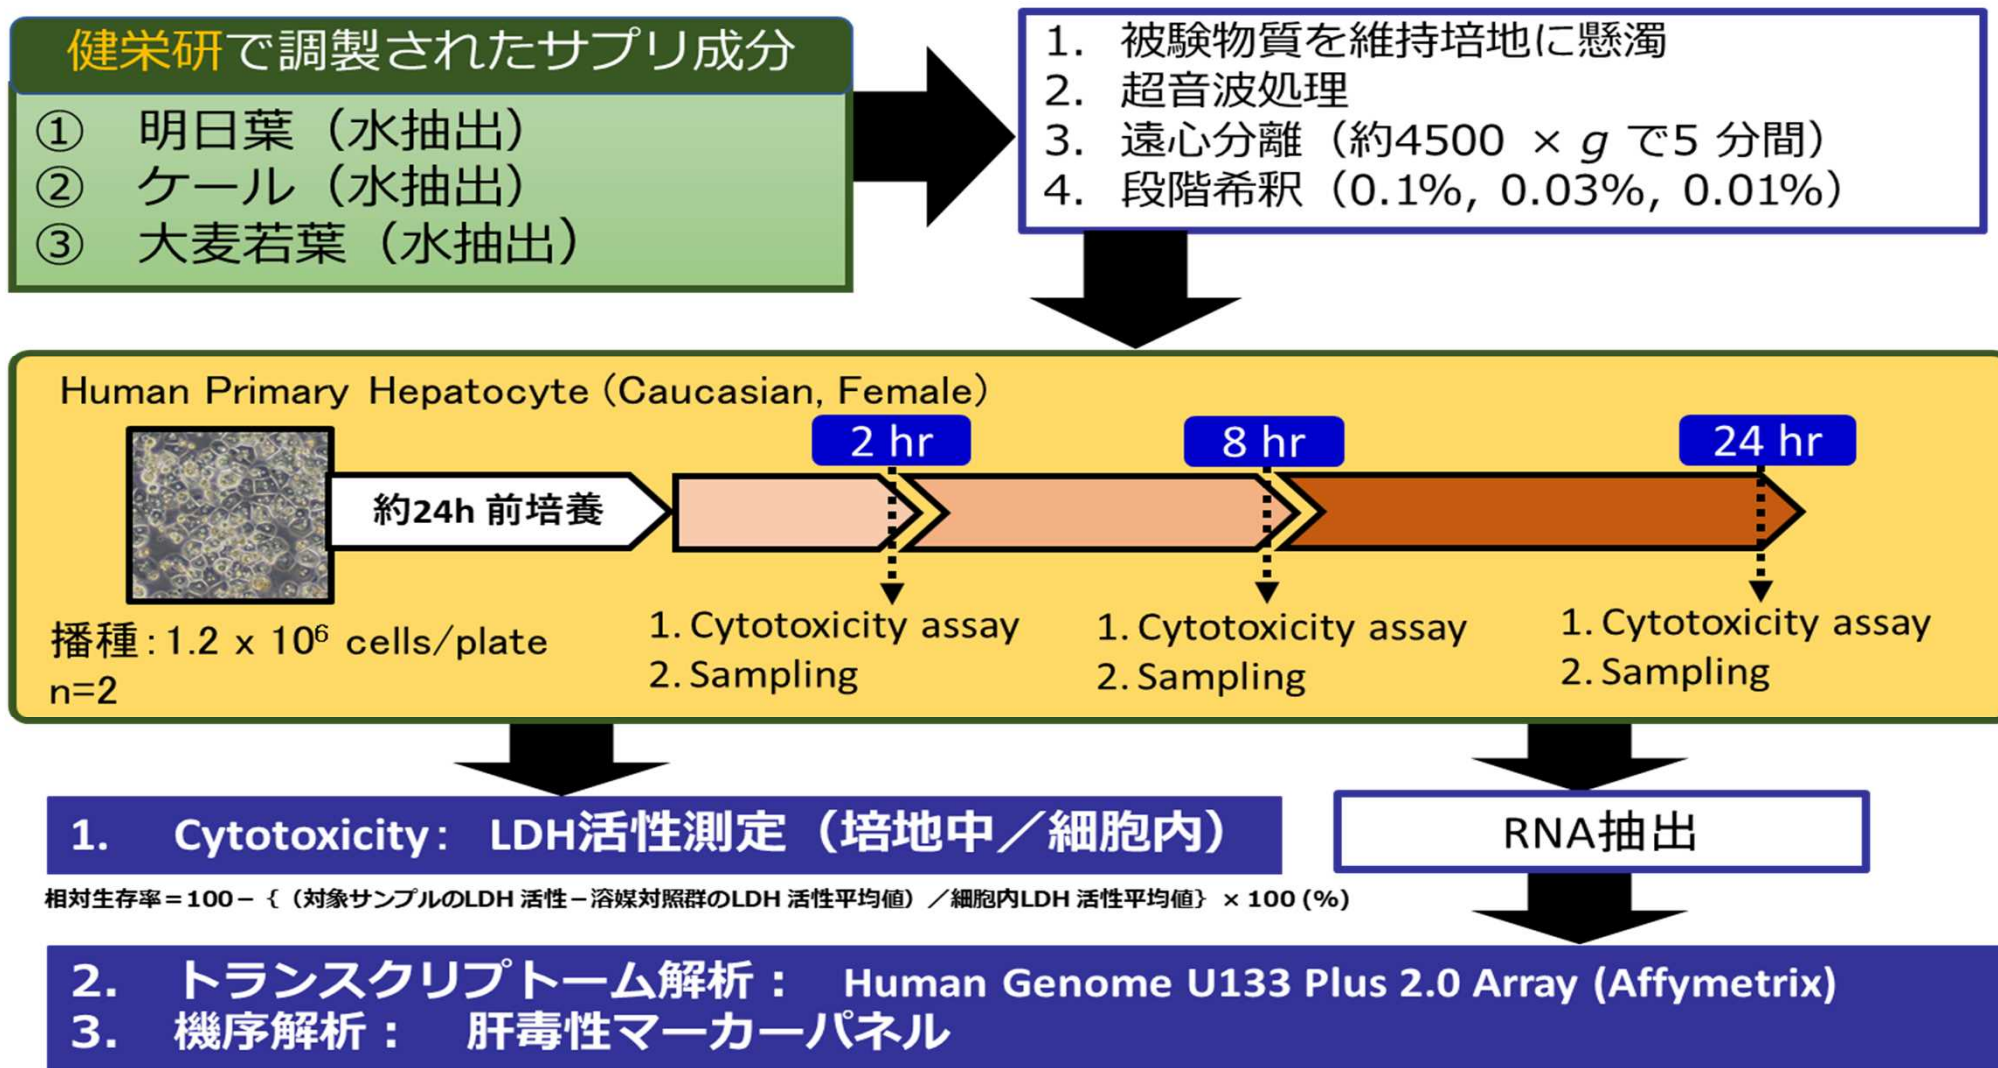 健栄研で調製されたサプリ成分
① 明日葉（水抽出）
② ケール（水抽出）
③ 大麦若葉（水抽出）
1. 被験物質を維持培地に懸濁
2. 超音波処理
3. 遠心分離（約4500 × g で5 分間）
4. 段階希釈（0.1%, 0.03%, 0.01%）
Human Primary Hepatocyte (Caucasian, Female)
2 hr
8 hr
24 hr
約24h 前培養
播種：1.2 x 10⁶ cells/plate
n=2
1. Cytotoxicity assay
2. Sampling
1. Cytotoxicity assay
2. Sampling
1. Cytotoxicity assay
2. Sampling
1. Cytotoxicity： LDH活性測定（培地中／細胞内）
RNA抽出
相対生存率＝100－｛（対象サンプルのLDH 活性－溶媒対照群のLDH 活性平均値）／細胞内LDH 活性平均値｝× 100 (%)
2. トランスクリプトーム解析： Human Genome U133 Plus 2.0 Array (Affymetrix)
3. 機序解析： 肝毒性マーカーパネル